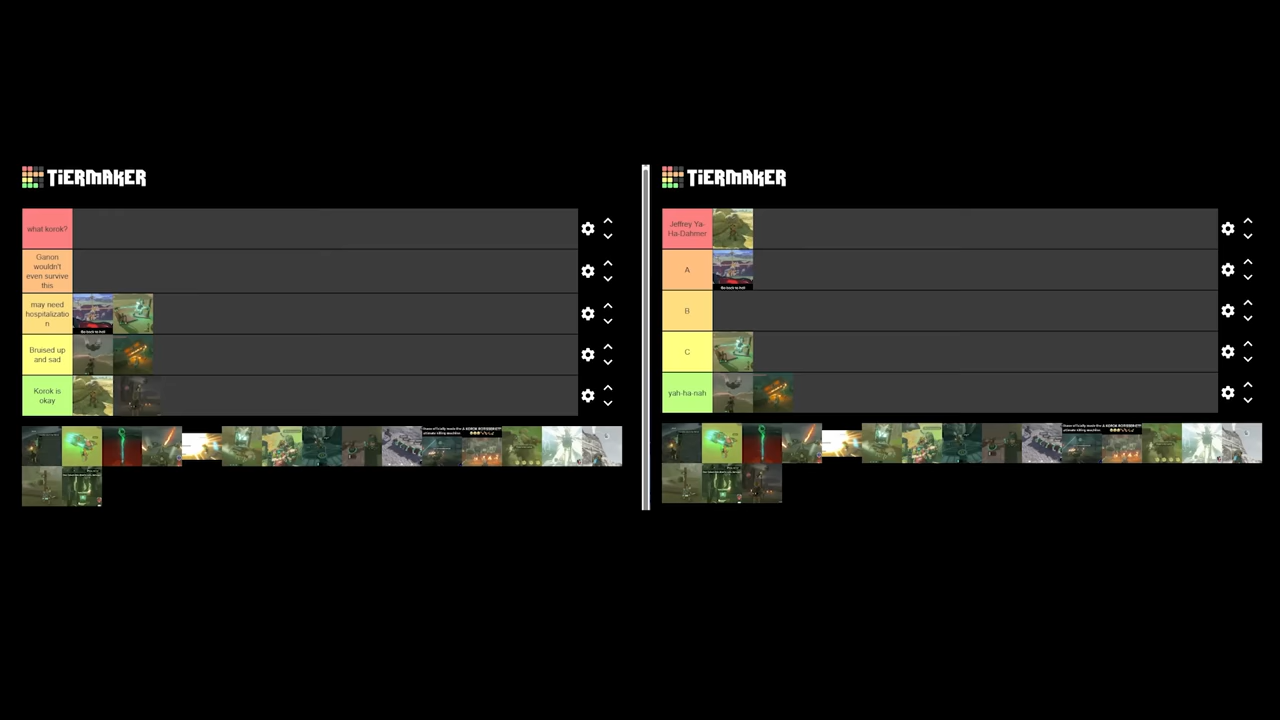 TiERMAKER
what korok?
Ganon
wouldn't
even survive
this
may need
hospitalizatio
n
Go back to hell
Bruised up
and sad
Korok is
okay
TiERMAKER
Jeffrey Ya-
Ha-Dahmer
A
Go back to hell
B
C
yah-ha-nah